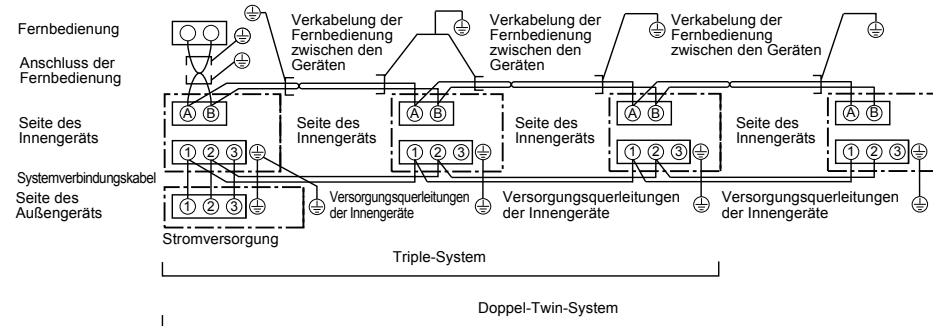 Fernbedienung
Anschluss der
Fernbedienung
Verkabelung der
Fernbedienung
zwischen den
Geräten
Verkabelung der
Fernbedienung
zwischen den
Geräten
Verkabelung der
Fernbedienung
zwischen den Geräten
Seite des
Innengeräts
A B
Seite des
Innengeräts
A B
Seite des
Innengeräts
A B
Seite des
Innengeräts
A B
1 2 3
1 2 3
1 2 3
1 2 3
Systemverbindungskabel
Seite des
Außengeräts
1 2 3
Versorgungsquerleitungen
der Innengeräte
Versorgungsquerleitungen
der Innengeräte
Versorgungsquerleitungen
der Innengeräte
Stromversorgung
Triple-System
Doppel-Twin-System